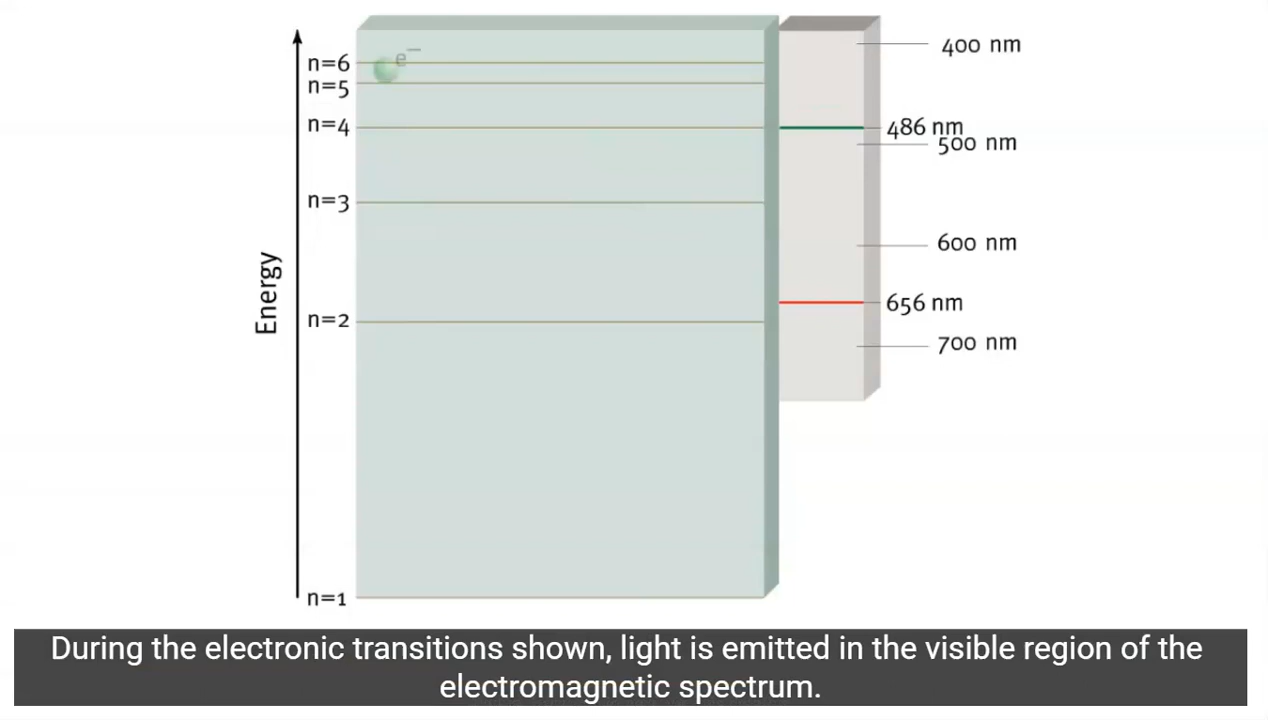 n=6
e⁻
n=5
n=4
n=3
n=2
n=1
Energy
400 nm
486 nm
500 nm
600 nm
656 nm
700 nm
During the electronic transitions shown, light is emitted in the visible region of the
electromagnetic spectrum.